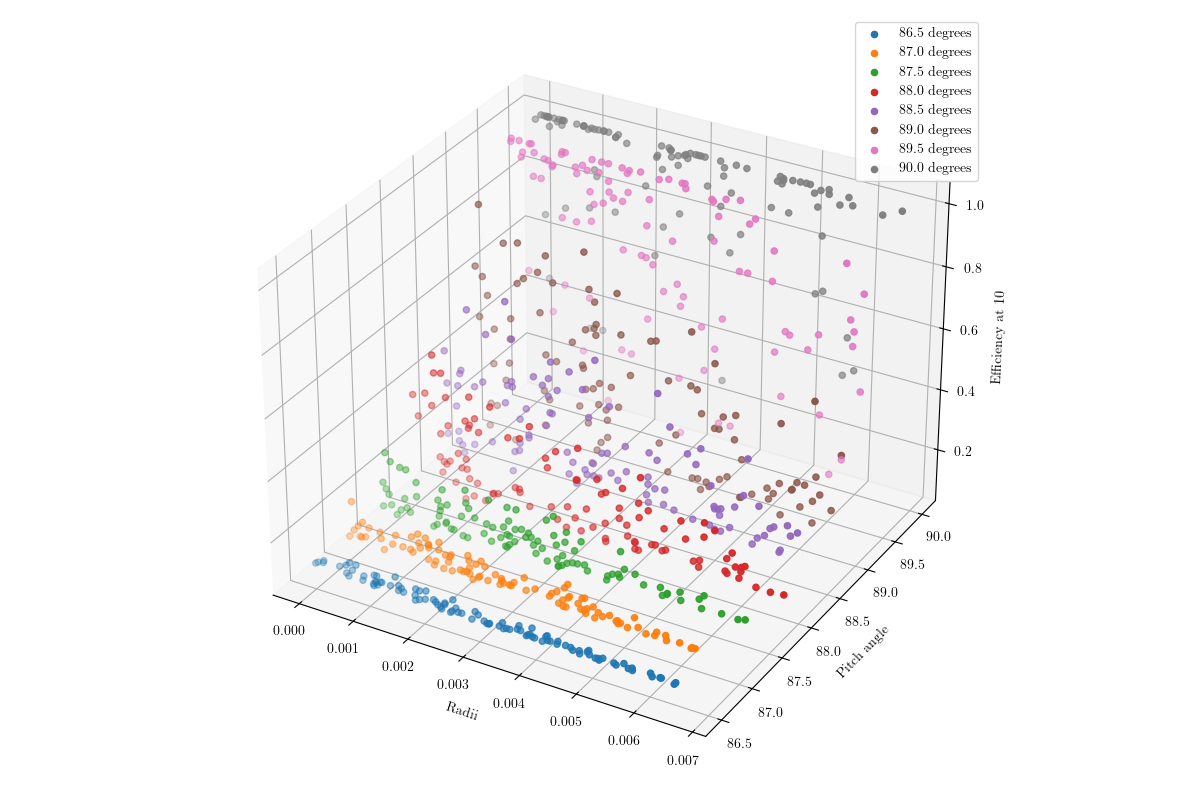 86.5 degrees
87.0 degrees
87.5 degrees
88.0 degrees
88.5 degrees
89.0 degrees
89.5 degrees
90.0 degrees
1.0
0.8
0.6
0.4
0.2
Efficiency at 10
90.0
89.5
89.0
88.5
88.0
87.5
87.0
86.5
Pitch angle
0.000
0.001
0.002
0.003
0.004
0.005
0.006
0.007
Radii